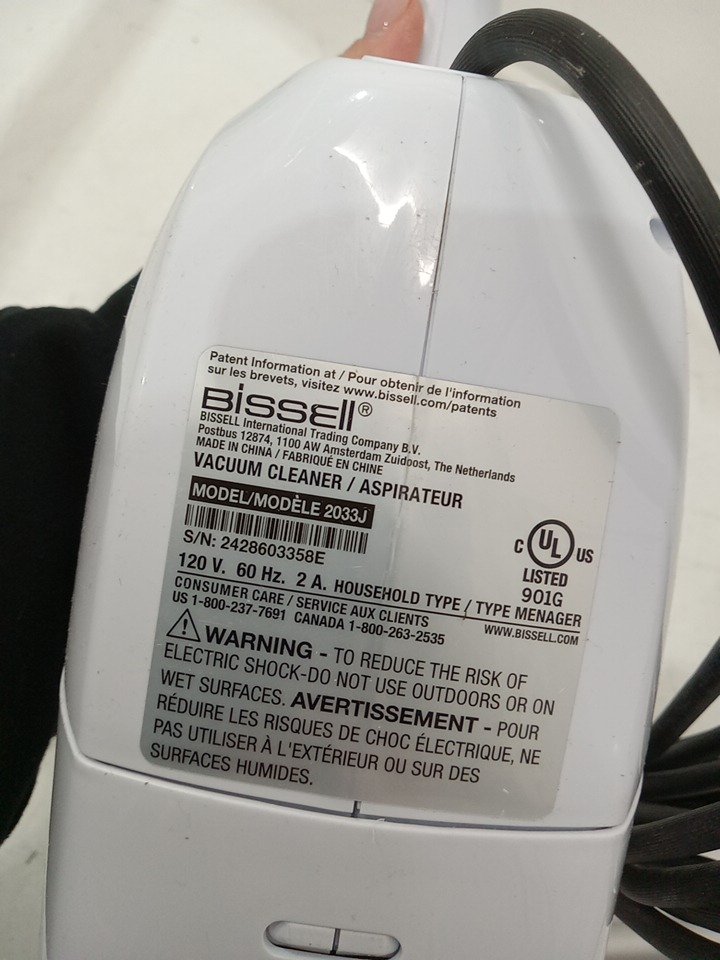 Patent Information at / Pour obtenir de l'information
sur les brevets, visitez www.bissell.com/patents
BISSELL®
BISSELL International Trading Company B.V.
Postbus 12874, 1100 AW Amsterdam Zuidoost, The Netherlands
MADE IN CHINA / FABRIQUÉ EN CHINE
VACUUM CLEANER / ASPIRATEUR
MODEL/MODÈLE 2033J
S/N: 2428603358E
C UL US
LISTED
901G
120 V. 60 Hz. 2 A. HOUSEHOLD TYPE / TYPE MENAGER
CONSUMER CARE / SERVICE AUX CLIENTS
WWW.BISSELL.COM
US 1-800-237-7691 CANADA 1-800-263-2535
WARNING - TO REDUCE THE RISK OF
ELECTRIC SHOCK-DO NOT USE OUTDOORS OR ON
WET SURFACES. AVERTISSEMENT - POUR
RÉDUIRE LES RISQUES DE CHOC ÉLECTRIQUE, NE
PAS UTILISER À L'EXTÉRIEUR OU SUR DES
SURFACES HUMIDES.